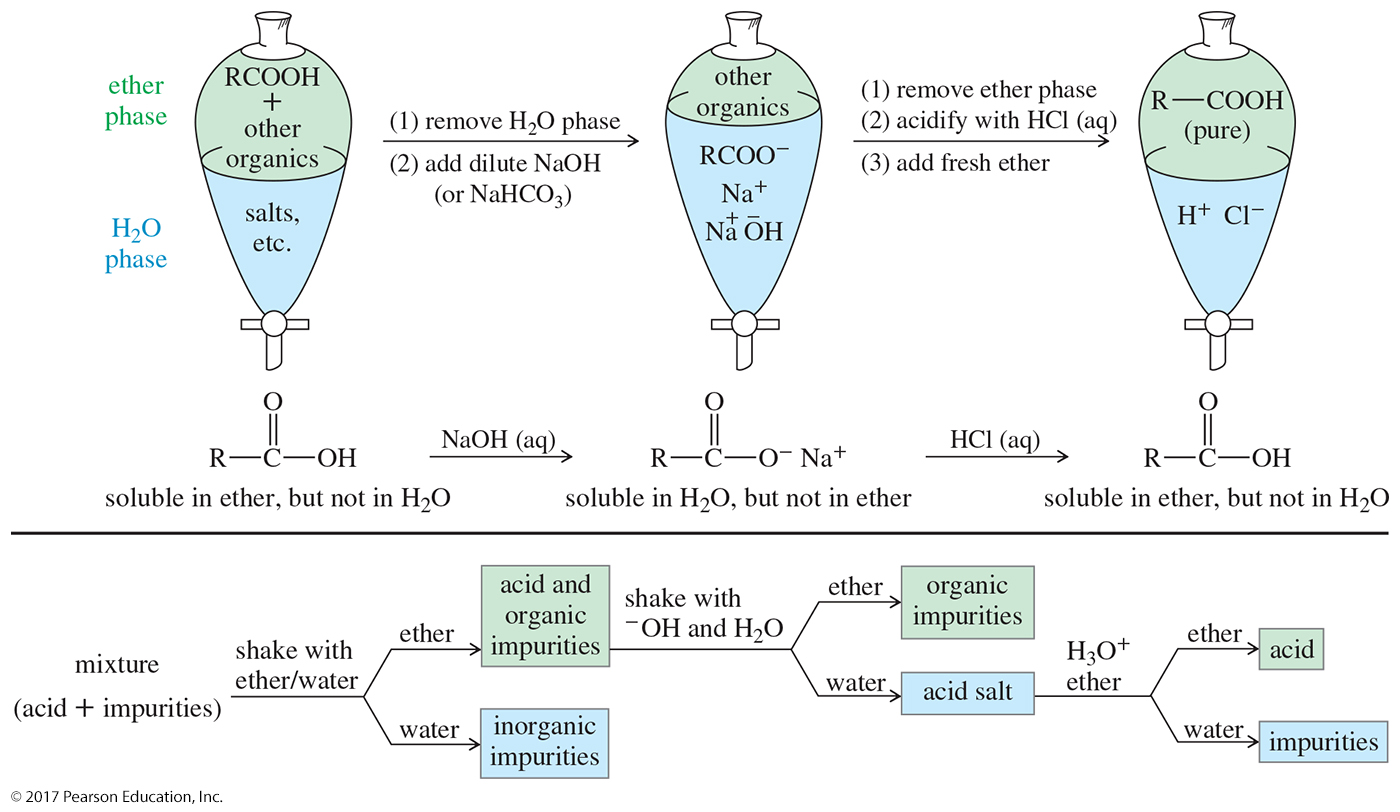 ether
phase
H₂O
phase
RCOOH
+
other
organics
salts,
etc.
(1) remove H₂O phase
(2) add dilute NaOH
(or NaHCO₃)
other
organics
RCOO⁻
Na⁺
Na⁺ ⁻OH
(1) remove ether phase
(2) acidify with HCl (aq)
(3) add fresh ether
R—COOH
(pure)
H⁺ Cl⁻
O
R—C—OH
soluble in ether, but not in H₂O
NaOH (aq)
O
R—C—O⁻ Na⁺
soluble in H₂O, but not in ether
HCl (aq)
O
R—C—OH
soluble in ether, but not in H₂O
mixture
(acid + impurities)
shake with
ether/water
ether
acid and
organic
impurities
water
inorganic
impurities
shake with
⁻OH and H₂O
ether
organic
impurities
water
acid salt
H₃O⁺
ether
ether
acid
water
impurities
© 2017 Pearson Education, Inc.